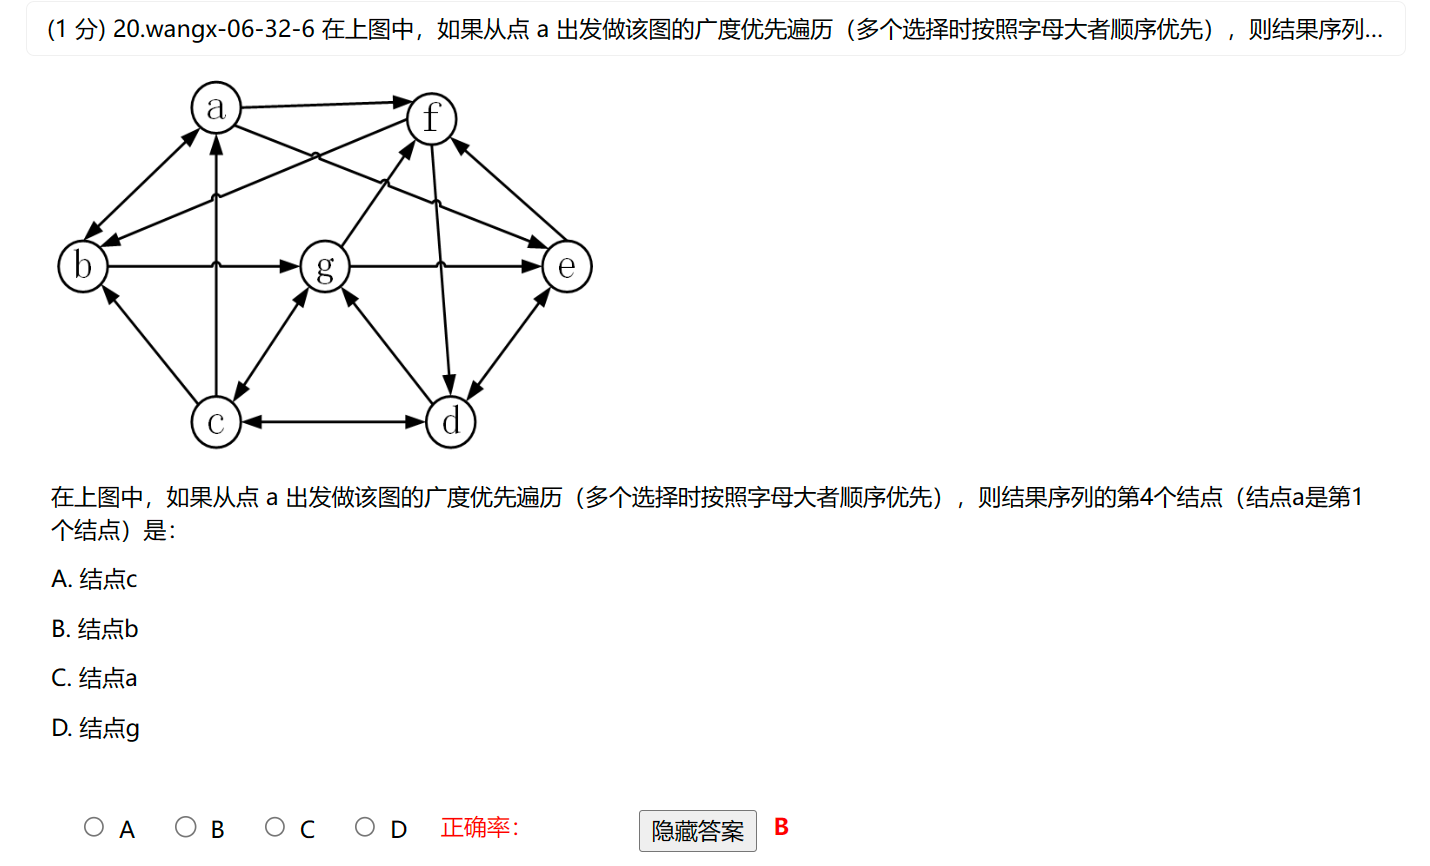 (1 分) 20.wangx-06-32-6 在上图中，如果从点 a 出发做该图的广度优先遍历（多个选择时按照字母大者顺序优先），则结果序列...
a
f
b
g
e
c
d
在上图中，如果从点 a 出发做该图的广度优先遍历（多个选择时按照字母大者顺序优先），则结果序列的第4个结点（结点a是第1
个结点）是：
A. 结点c
B. 结点b
C. 结点a
D. 结点g
A B C D 正确率： 隐藏答案 B